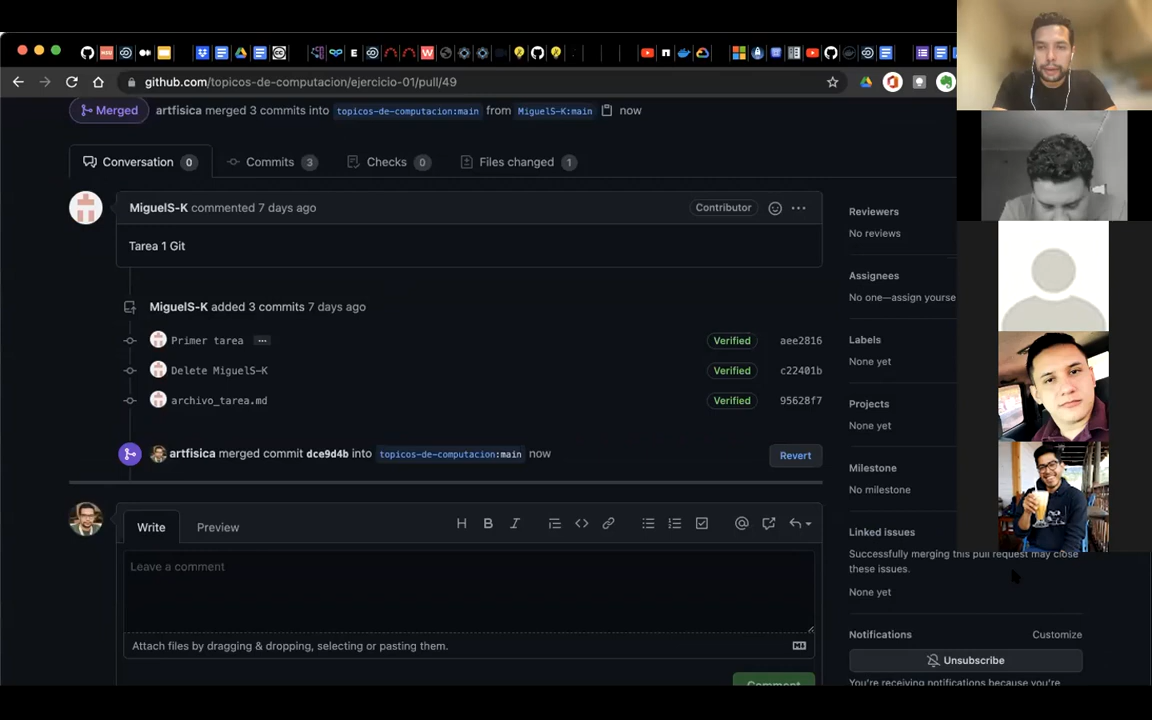 github.com/topicos-de-computacion/ejercicio-01/pull/49
Merged artfisica merged 3 commits into topicos-de-computacion:main from MiguelS-K:main now
Conversation 0 Commits 3 Checks 0 Files changed 1
MiguelS-K commented 7 days ago Contributor
Tarea 1 Git
MiguelS-K added 3 commits 7 days ago
Primer tarea ... Verified aee2816
Delete MiguelS-K Verified c22401b
archivo_tarea.md Verified 95628f7
artfisica merged commit dce9d4b into topicos-de-computacion:main now Revert
Write Preview
Leave a comment
Attach files by dragging & dropping, selecting or pasting them.
Comment
Reviewers
No reviews
Assignees
No one—assign yourse
Labels
None yet
Projects
None yet
Milestone
No milestone
Linked issues
Successfully merging this pull request may close
these issues.
None yet
Notifications Customize
Unsubscribe
You're receiving notifications because you're